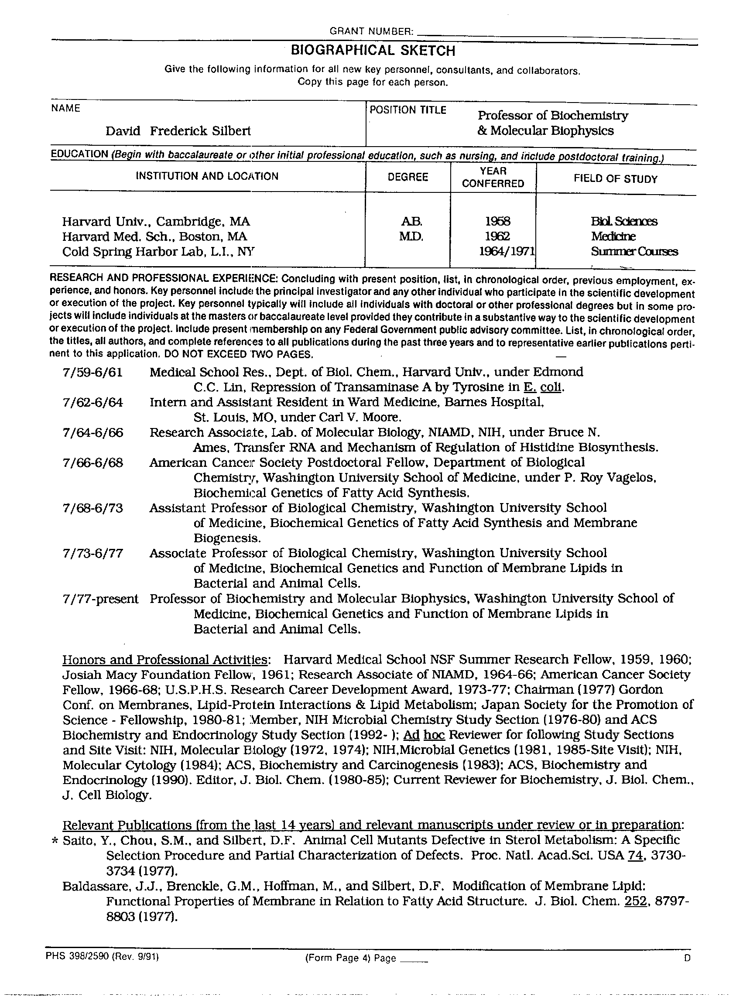 GRANT NUMBER:
BIOGRAPHICAL SKETCH
Give the following information for all new key personnel, consultants, and collaborators.
Copy this page for each person.
NAME
David Frederick Silbert
POSITION TITLE
Professor of Biochemistry
& Molecular Biophysics
EDUCATION (Begin with baccalaureate or other initial professional education, such as nursing, and include postdoctoral training.)
INSTITUTION AND LOCATION DEGREE YEAR CONFERRED FIELD OF STUDY
Harvard Univ., Cambridge, MA A.B. 1958 Biol. Sciences
Harvard Med. Sch., Boston, MA M.D. 1962 Medicine
Cold Spring Harbor Lab, L.I., NY 1964/1971 Summer Courses
RESEARCH AND PROFESSIONAL EXPERIENCE: Concluding with present position, list, in chronological order, previous employment, ex-
perience, and honors. Key personnel include the principal investigator and any other individual who participate in the scientific development
or execution of the project. Key personnel typically will include all individuals with doctoral or other professional degrees but in some pro-
jects will include individuals at the masters or baccalaureate level provided they contribute in a substantive way to the scientific development
or execution of the project. Include present membership on any Federal Government public advisory committee. List, in chronological order,
the titles, all authors, and complete references to all publications during the past three years and to representative earlier publications perti-
nent to this application. DO NOT EXCEED TWO PAGES.
7/59-6/61 Medical School Res., Dept. of Biol. Chem., Harvard Univ., under Edmond
C.C. Lin, Repression of Transaminase A by Tyrosine in E. coli.
7/62-6/64 Intern and Assistant Resident in Ward Medicine, Barnes Hospital,
St. Louis, MO, under Carl V. Moore.
7/64-6/66 Research Associate, Lab. of Molecular Biology, NIAMD, NIH, under Bruce N.
Ames, Transfer RNA and Mechanism of Regulation of Histidine Biosynthesis.
7/66-6/68 American Cancer Society Postdoctoral Fellow, Department of Biological
Chemistry, Washington University School of Medicine, under P. Roy Vagelos,
Biochemical Genetics of Fatty Acid Synthesis.
7/68-6/73 Assistant Professor of Biological Chemistry, Washington University School
of Medicine, Biochemical Genetics of Fatty Acid Synthesis and Membrane
Biogenesis.
7/73-6/77 Associate Professor of Biological Chemistry, Washington University School
of Medicine, Biochemical Genetics and Function of Membrane Lipids in
Bacterial and Animal Cells.
7/77-present Professor of Biochemistry and Molecular Biophysics, Washington University School of
Medicine, Biochemical Genetics and Function of Membrane Lipids in
Bacterial and Animal Cells.
Honors and Professional Activities: Harvard Medical School NSF Summer Research Fellow, 1959, 1960;
Josiah Macy Foundation Fellow, 1961; Research Associate of NIAMD, 1964-66; American Cancer Society
Fellow, 1966-68; U.S.P.H.S. Research Career Development Award, 1973-77; Chairman (1977) Gordon
Conf. on Membranes, Lipid-Protein Interactions & Lipid Metabolism; Japan Society for the Promotion of
Science - Fellowship, 1980-81; Member, NIH Microbial Chemistry Study Section (1976-80) and ACS
Biochemistry and Endocrinology Study Section (1992- ); Ad hoc Reviewer for following Study Sections
and Site Visit: NIH, Molecular Biology (1972, 1974); NIH,Microbial Genetics (1981, 1985-Site Visit); NIH,
Molecular Cytology (1984); ACS, Biochemistry and Carcinogenesis (1983); ACS, Biochemistry and
Endocrinology (1990). Editor, J. Biol. Chem. (1980-85); Current Reviewer for Biochemistry, J. Biol. Chem.,
J. Cell Biology.
Relevant Publications (from the last 14 years) and relevant manuscripts under review or in preparation:
* Saito, Y., Chou, S.M., and Silbert, D.F. Animal Cell Mutants Defective in Sterol Metabolism: A Specific
Selection Procedure and Partial Characterization of Defects. Proc. Natl. Acad.Sci. USA 74, 3730-
3734 (1977).
Baldassare, J.J., Brenckle, G.M., Hoffman, M., and Silbert, D.F. Modification of Membrane Lipid:
Functional Properties of Membrane in Relation to Fatty Acid Structure. J. Biol. Chem. 252, 8797-
8803 (1977).
PHS 398/2590 (Rev. 9/91) (Form Page 4) Page D